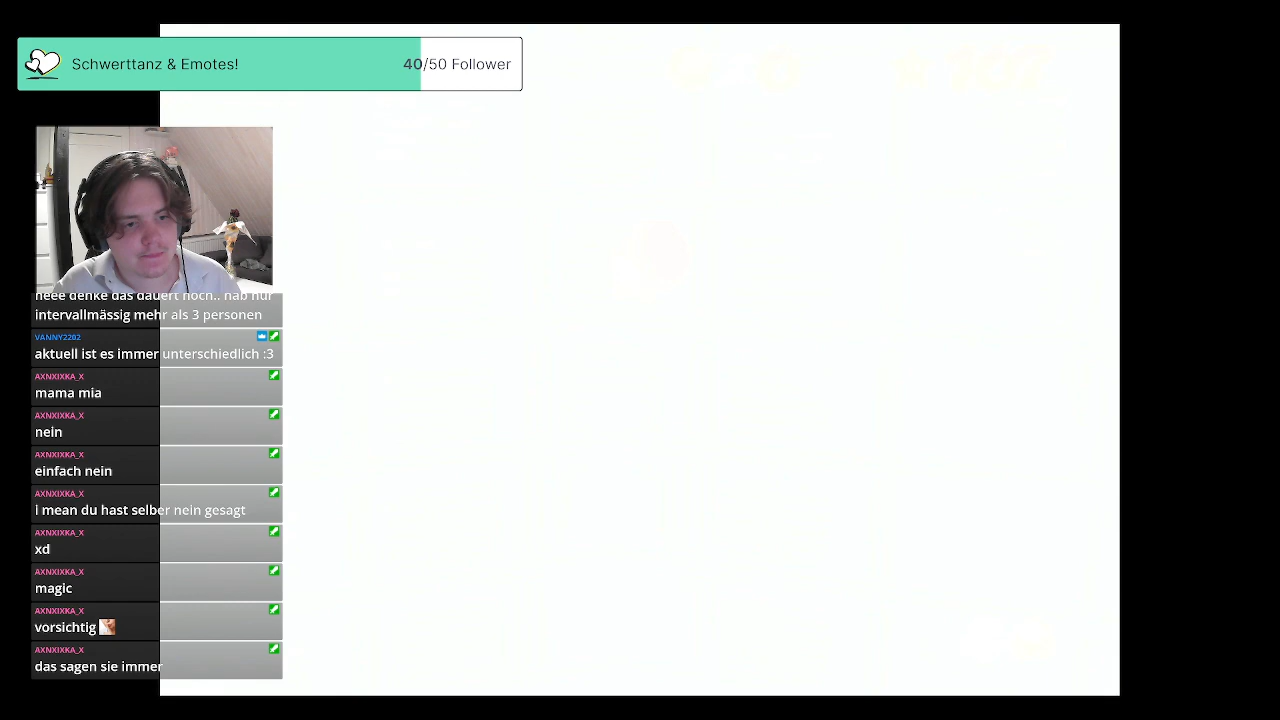 Schwerttanz & Emotes!
40/50 Follower
neee denke das dauert noch.. hab nur
intervallmässig mehr als 3 personen
VANNY2202
aktuell ist es immer unterschiedlich :3
AXNXIXKA_X
mama mia
AXNXIXKA_X
nein
AXNXIXKA_X
einfach nein
AXNXIXKA_X
i mean du hast selber nein gesagt
AXNXIXKA_X
xd
AXNXIXKA_X
magic
AXNXIXKA_X
vorsichtig
AXNXIXKA_X
das sagen sie immer